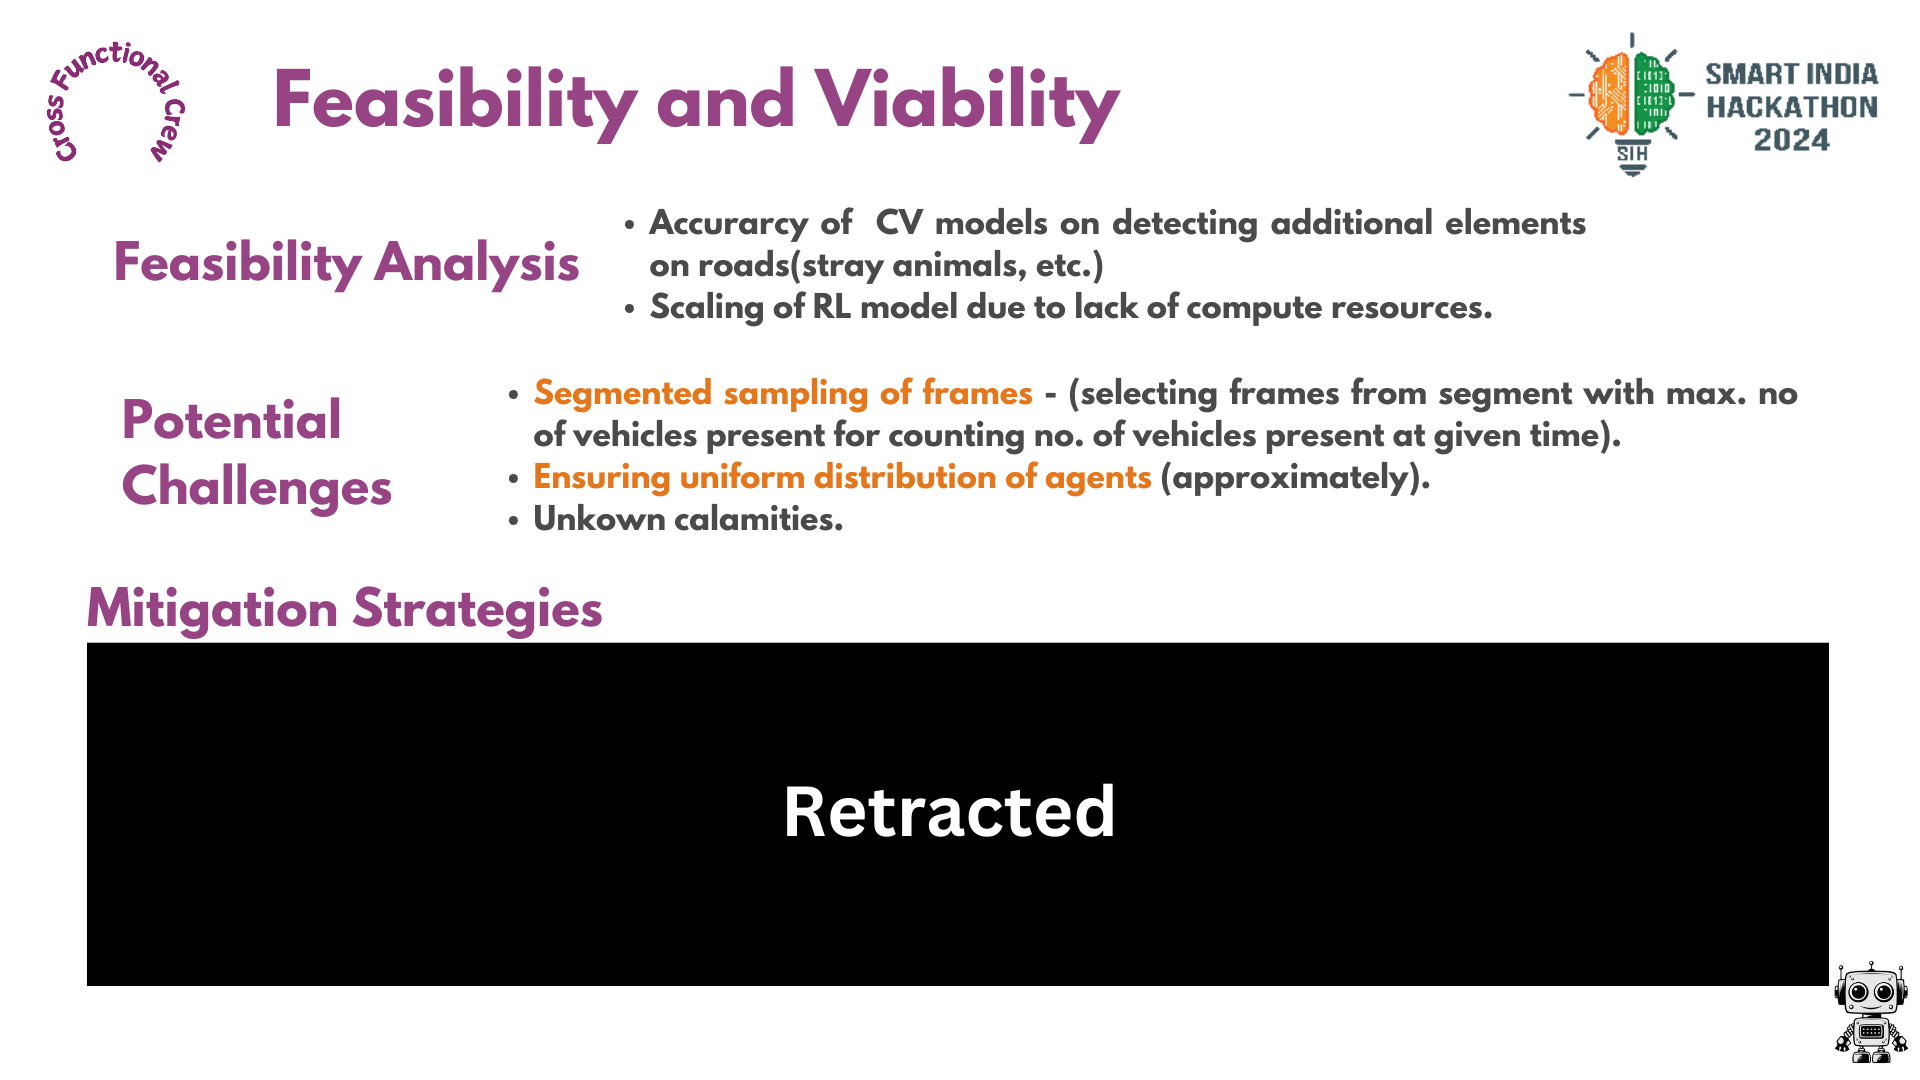 Cross Functional Crew
Feasibility and Viability
SMART INDIA
HACKATHON
2024
SIH
Feasibility Analysis
• Accurarcy of CV models on detecting additional elements
on roads(stray animals, etc.)
• Scaling of RL model due to lack of compute resources.
Potential
Challenges
• Segmented sampling of frames - (selecting frames from segment with max. no
of vehicles present for counting no. of vehicles present at given time).
• Ensuring uniform distribution of agents (approximately).
• Unkown calamities.
Mitigation Strategies
Retracted